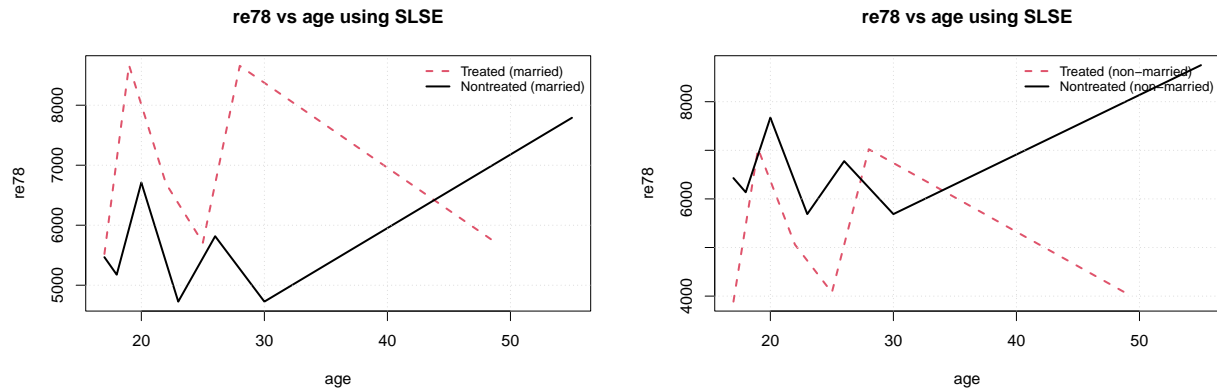 re78 vs age using SLSE
Treated (married)
Nontreated (married)
8000
7000
6000
5000
re78
20 30 40 50
age
re78 vs age using SLSE
Treated (non−married)
Nontreated (non−married)
8000
6000
4000
re78
20 30 40 50
age